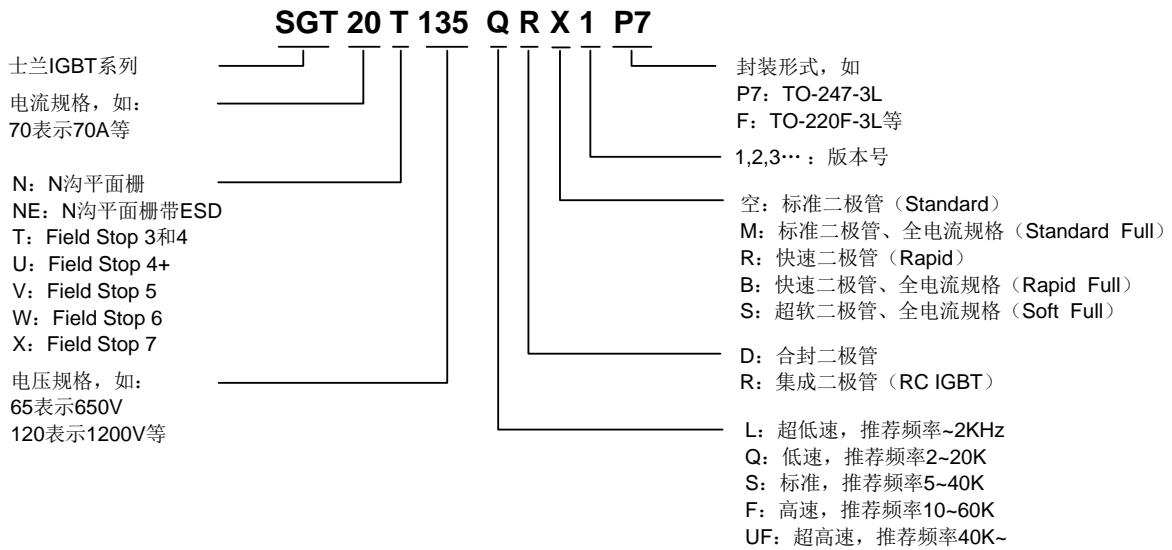 SGT 20 T 135 Q R X 1 P7
士兰IGBT系列
电流规格，如：
70表示70A等
N：N沟平面栅
NE：N沟平面栅带ESD
T：Field Stop 3和4
U：Field Stop 4+
V：Field Stop 5
W：Field Stop 6
X：Field Stop 7
电压规格，如：
65表示650V
120表示1200V等
封装形式，如
P7：TO-247-3L
F：TO-220F-3L等
1,2,3…：版本号
空：标准二极管（Standard）
M：标准二极管、全电流规格（Standard Full）
R：快速二极管（Rapid）
B：快速二极管、全电流规格（Rapid Full）
S：超软二极管、全电流规格（Soft Full）
D：合封二极管
R：集成二极管（RC IGBT）
L：超低速，推荐频率~2KHz
Q：低速，推荐频率2~20K
S：标准，推荐频率5~40K
F：高速，推荐频率10~60K
UF：超高速，推荐频率40K~